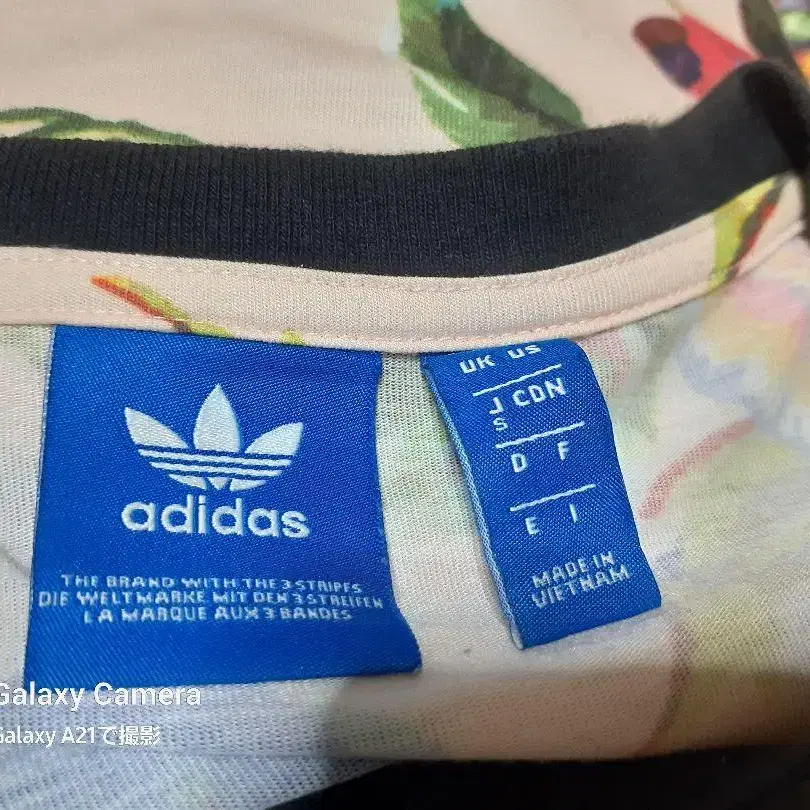 adidas
THE BRAND WITH THE 3 STRIPES
DIE WELTMARKE MIT DEN 3 STREIFEN
LA MARQUE AUX 3 BANDES
UK US
J CDN
S
D F
E I
MADE IN
VIETNAM
Galaxy Camera
Galaxy A21で撮影